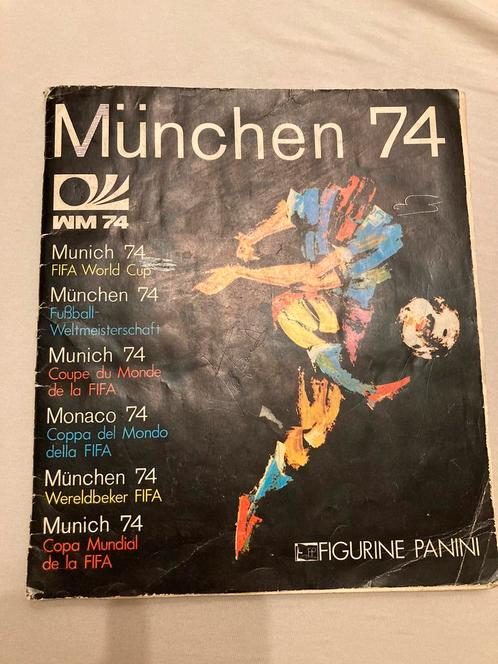 München 74
WM 74
Munich 74
FIFA World Cup
München 74
Fußball-
Weltmeisterschaft
Munich 74
Coupe du Monde
de la FIFA
Monaco 74
Coppa del Mondo
della FIFA
München 74
Wereldbeker FIFA
Munich 74
Copa Mundial
de la FIFA
FIGURINE PANINI